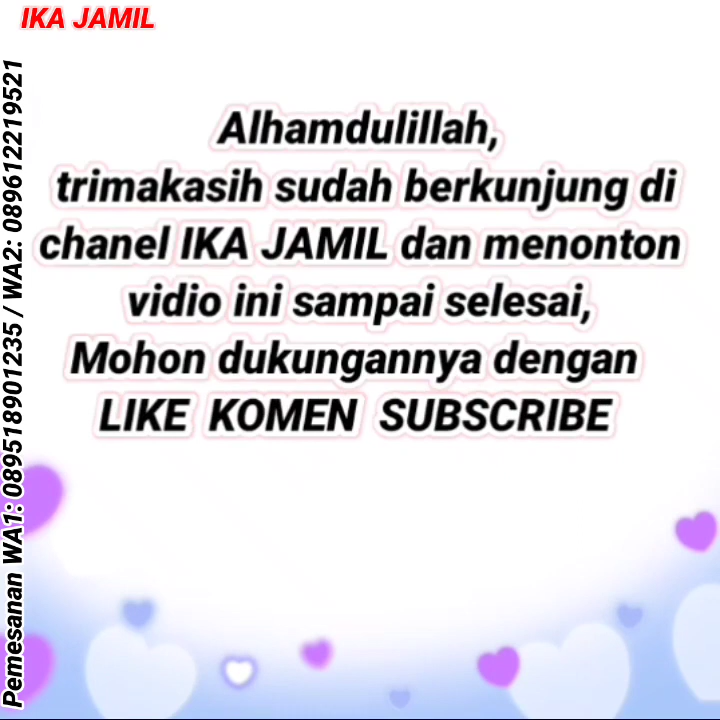 IKA JAMIL
Pemesanan WA1: 089518901235 / WA2: 089612219521
Alhamdulillah,
trimakasih sudah berkunjung di
chanel IKA JAMIL dan menonton
vidio ini sampai selesai,
Mohon dukungannya dengan
LIKE KOMEN SUBSCRIBE